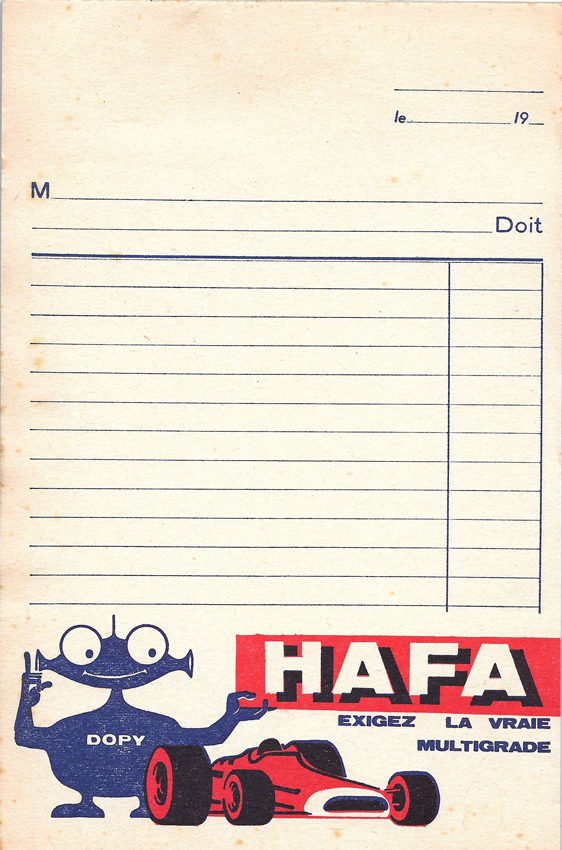 le 19
M
Doit
HAFA
EXIGEZ LA VRAIE
MULTIGRADE
DOPY